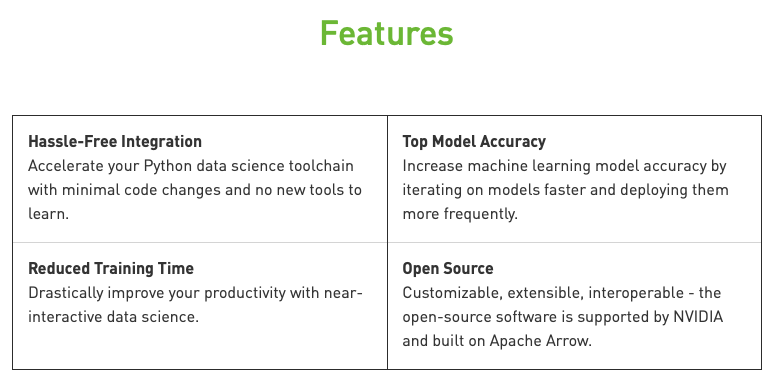 Features
Hassle-Free Integration
Accelerate your Python data science toolchain
with minimal code changes and no new tools to
learn.
Top Model Accuracy
Increase machine learning model accuracy by
iterating on models faster and deploying them
more frequently.
Reduced Training Time
Drastically improve your productivity with near-
interactive data science.
Open Source
Customizable, extensible, interoperable - the
open-source software is supported by NVIDIA
and built on Apache Arrow.